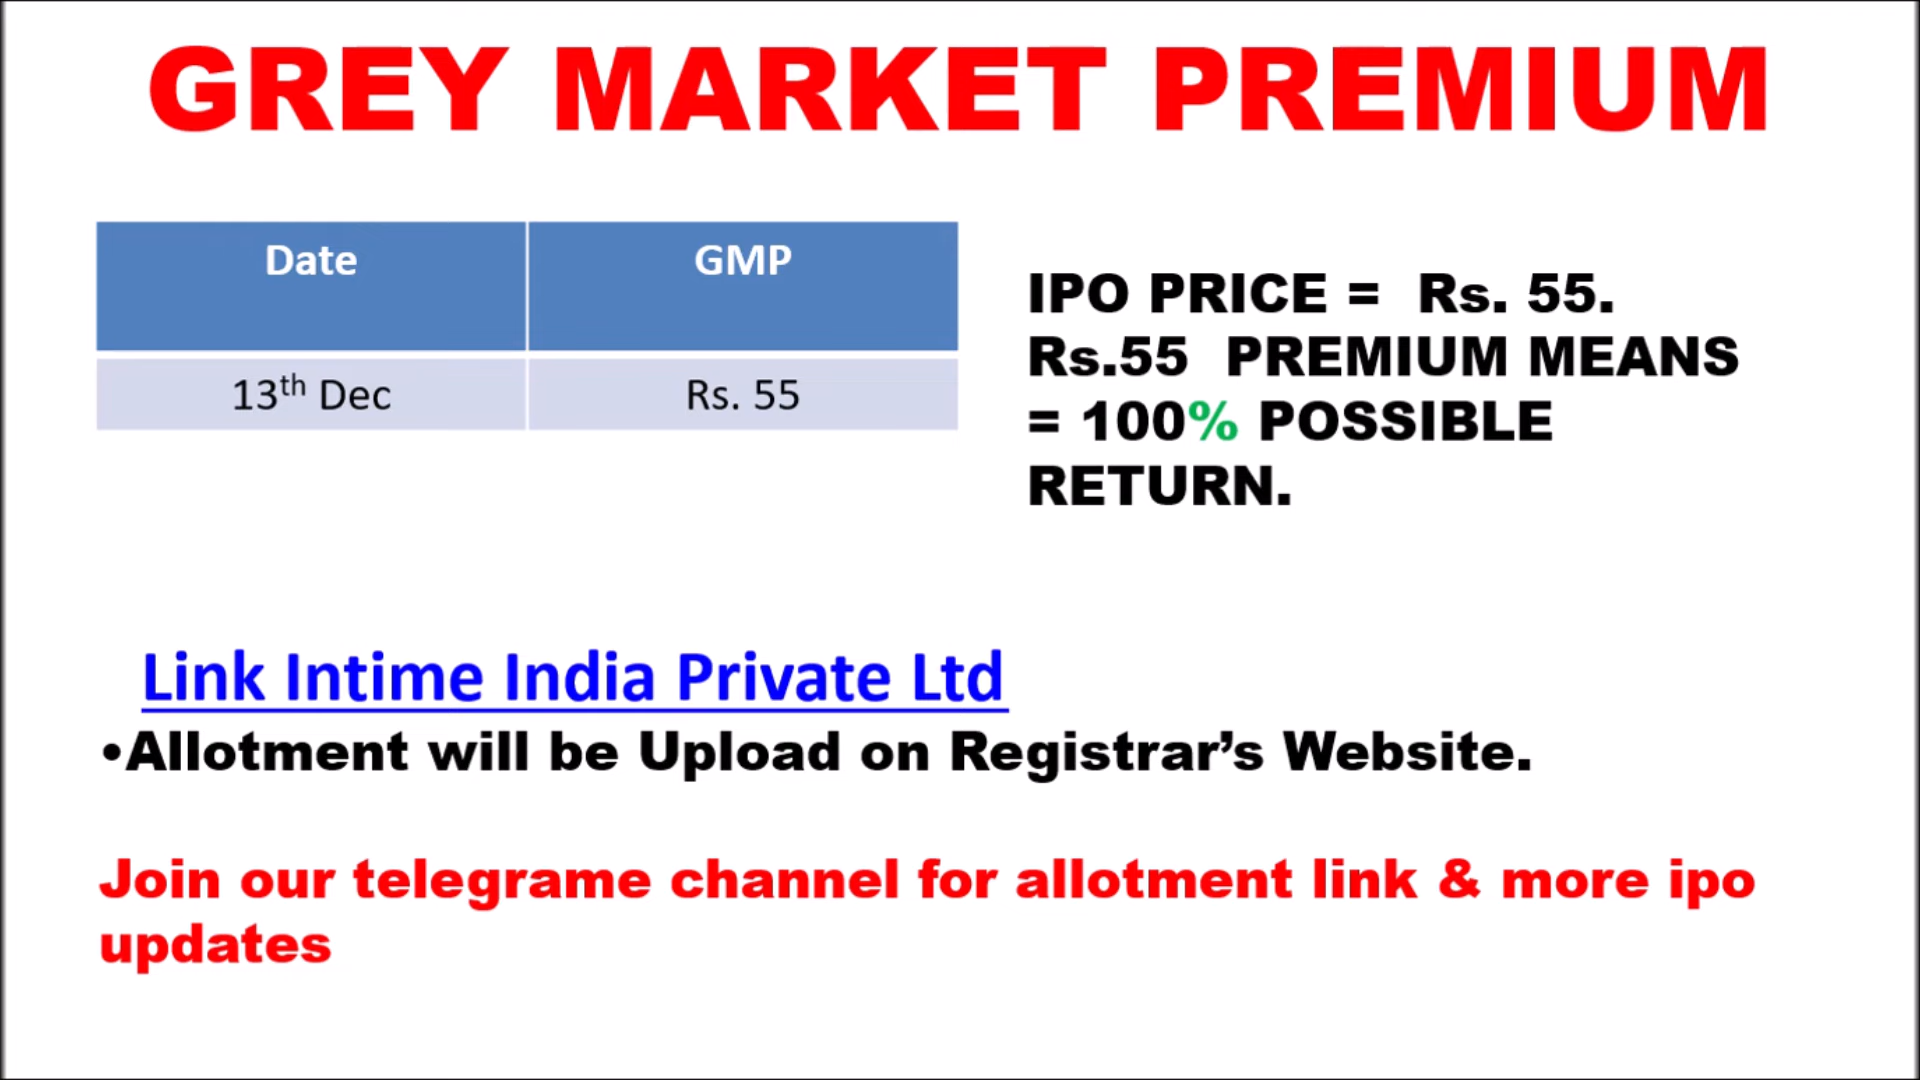 GREY MARKET PREMIUM
Date GMP
13th Dec Rs. 55
IPO PRICE = Rs. 55.
Rs.55 PREMIUM MEANS
= 100% POSSIBLE
RETURN.
Link Intime India Private Ltd
•Allotment will be Upload on Registrar’s Website.
Join our telegrame channel for allotment link & more ipo
updates